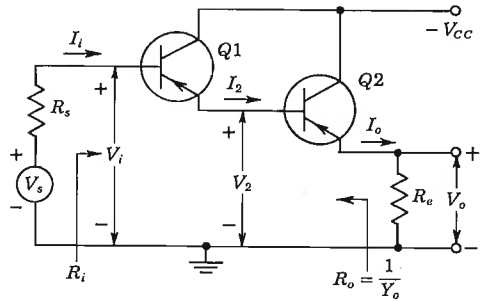 − V_CC
I_i
Q1
Q2
R_s
+
I_2
+
I_o
+
+
V_s
−
V_i
V_2
R_e
V_o
−
−
−
R_i
R_o = 1/Y_o